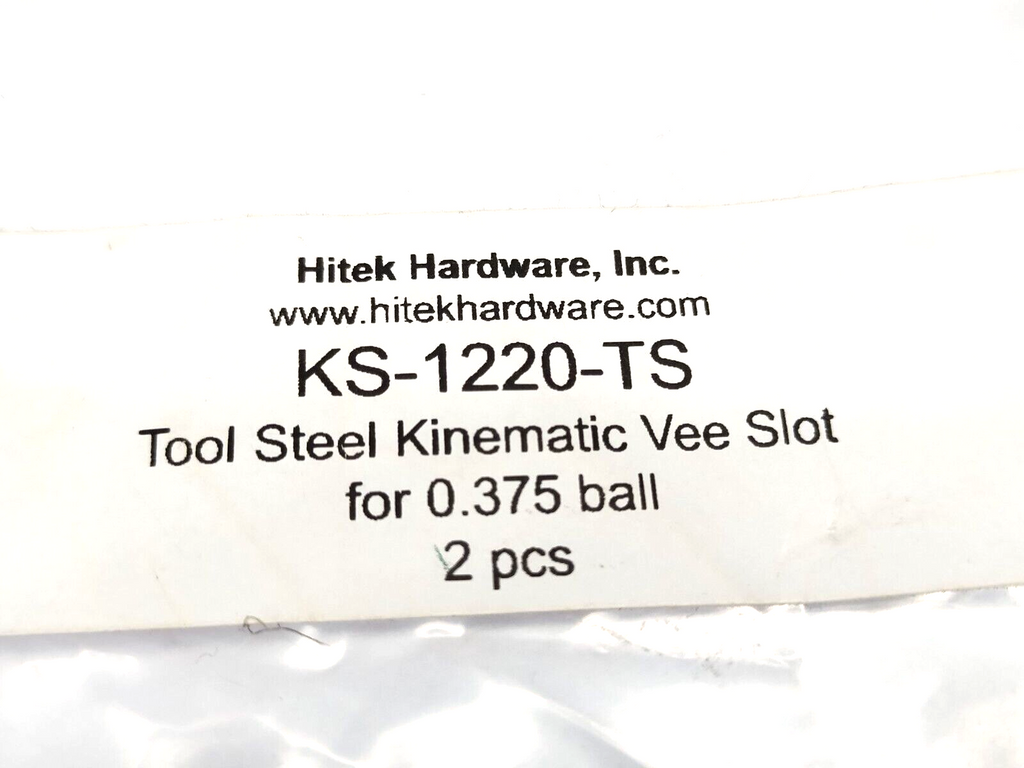 Hitek Hardware, Inc.
www.hitekhardware.com
KS-1220-TS
Tool Steel Kinematic Vee Slot
for 0.375 ball
2 pcs